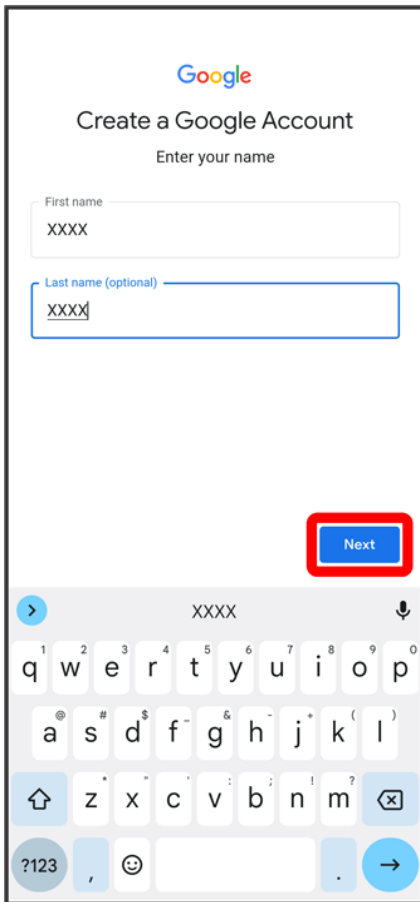 Google
Create a Google Account
Enter your name
First name
XXXX
Last name (optional)
XXXX
Next
XXXX
1 2 3 4 5 6 7 8 9 0
q w e r t y u i o p
@ # $ _ & - + ( )
a s d f g h j k l
* " ' : ; ! ?
z x c v b n m
?123 , .